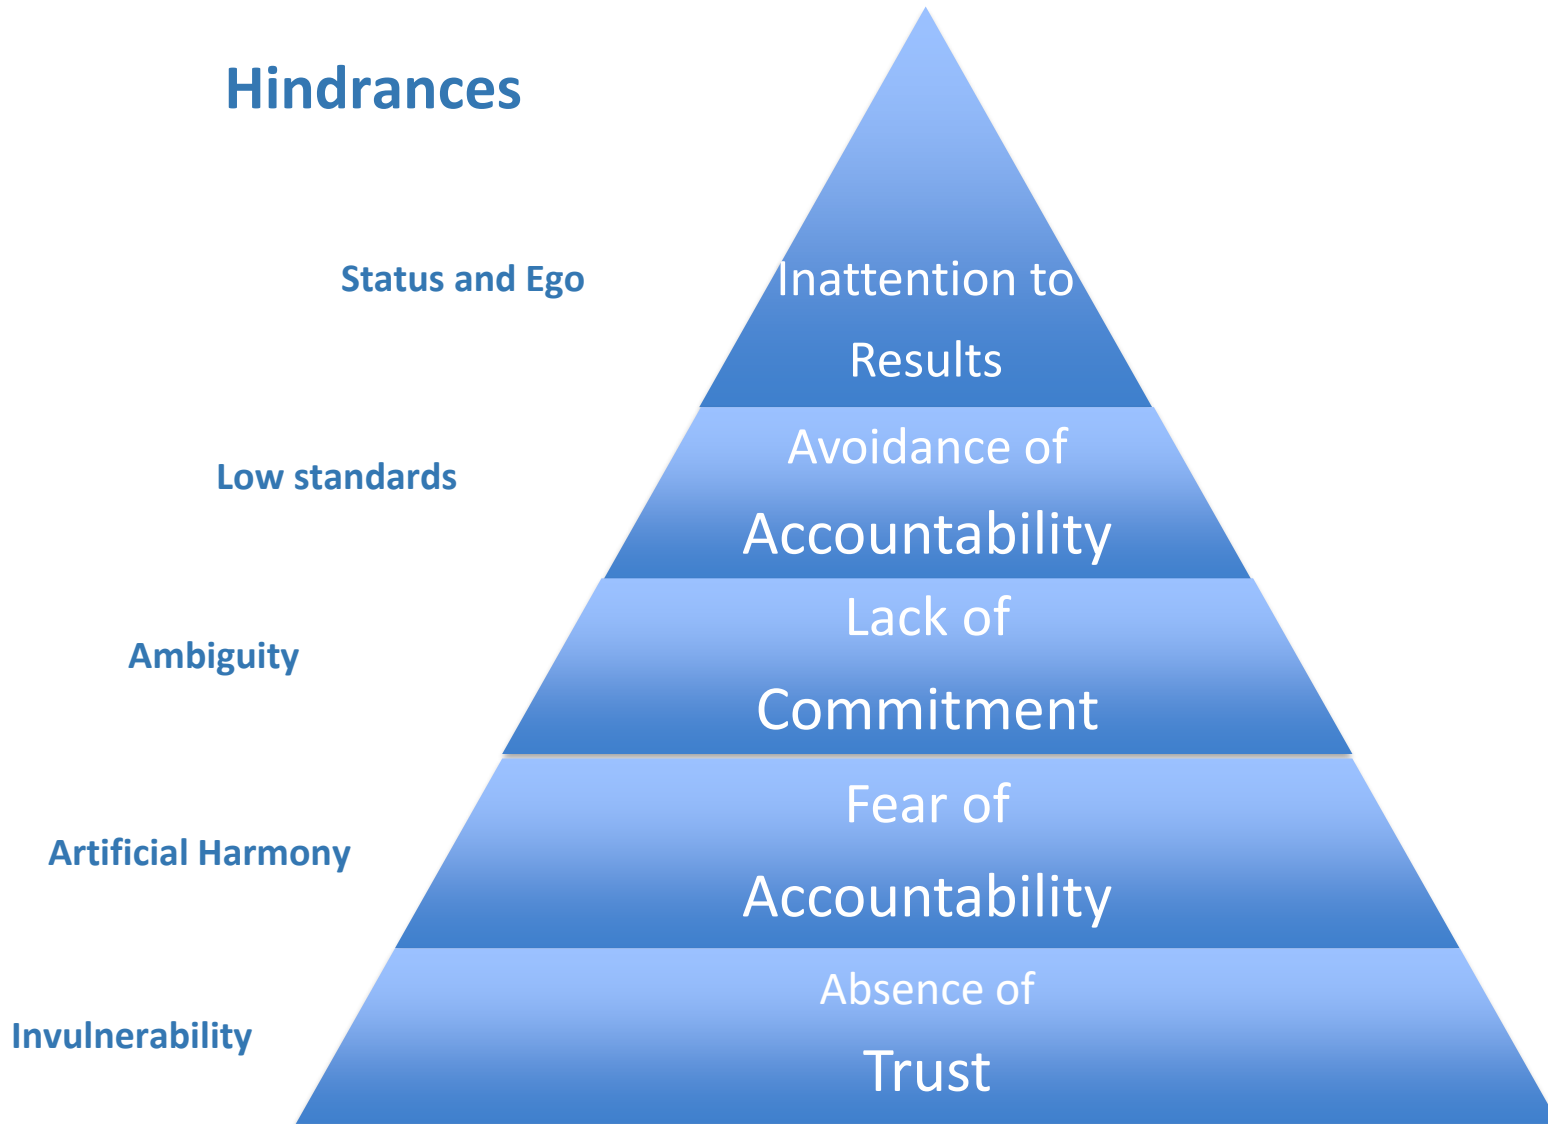 Hindrances
Status and Ego
Inattention to
Results
Low standards
Avoidance of
Accountability
Ambiguity
Lack of
Commitment
Artificial Harmony
Fear of
Accountability
Invulnerability
Absence of
Trust